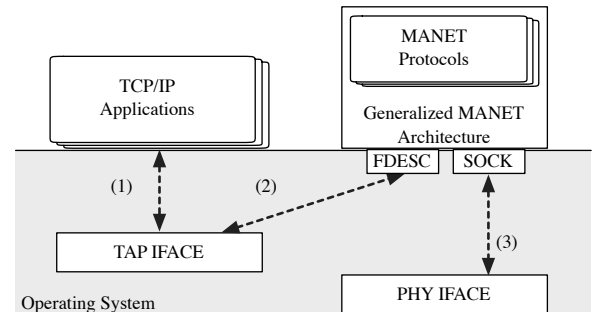 TCP/IP
Applications
MANET
Protocols
Generalized MANET
Architecture
FDESC
SOCK
(1)
(2)
(3)
TAP IFACE
PHY IFACE
Operating System